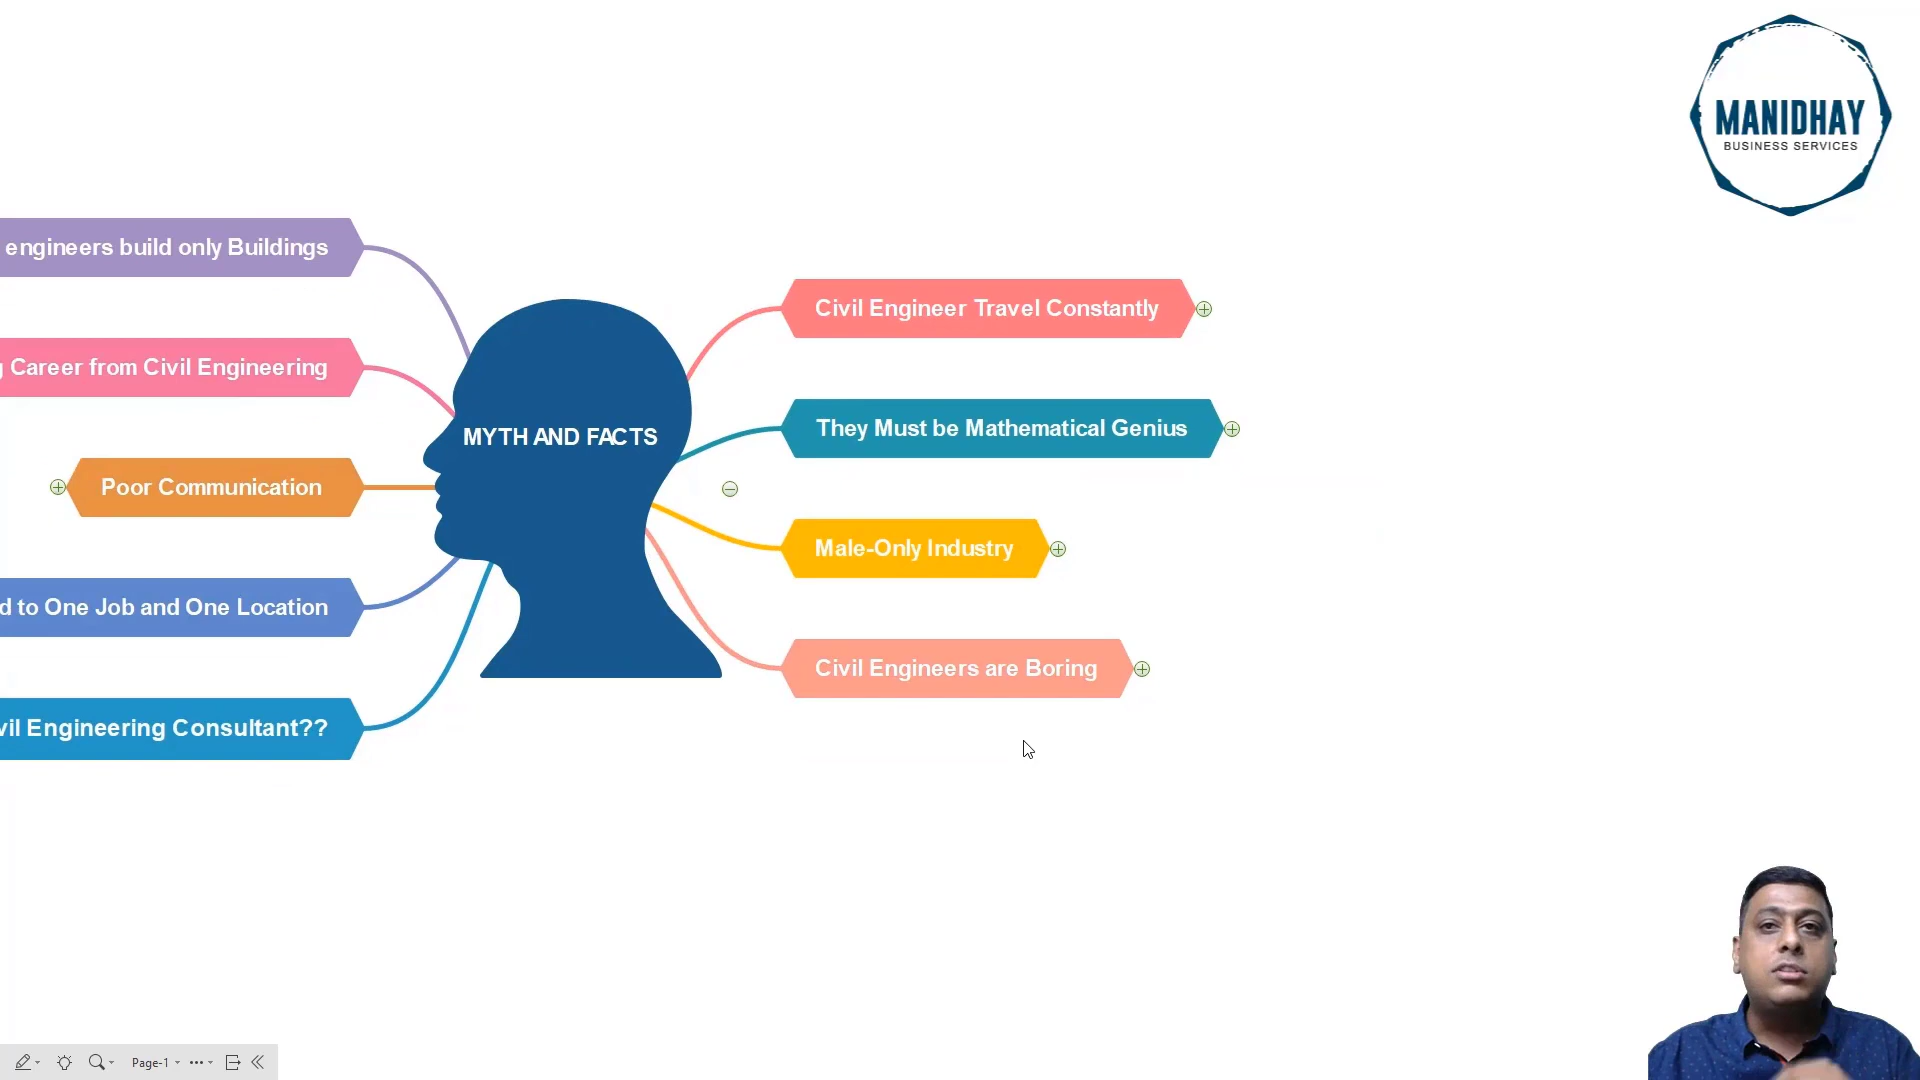 MANIDHAY
BUSINESS SERVICES
engineers build only Buildings
Career from Civil Engineering
Poor Communication
to One Job and One Location
Engineering Consultant??
MYTH AND FACTS
Civil Engineer Travel Constantly
They Must be Mathematical Genius
Male-Only Industry
Civil Engineers are Boring
Page-1